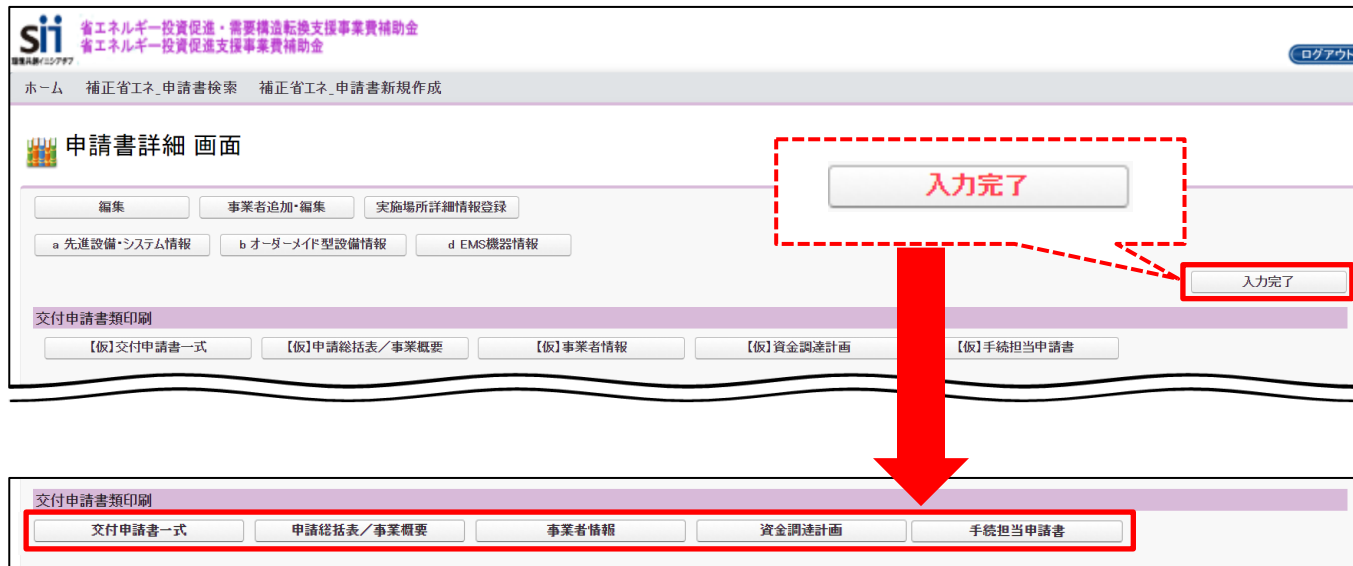 sii
省エネルギー投資促進・需要構造転換支援事業費補助金
省エネルギー投資促進支援事業費補助金
環境共創イニシアチブ
ログアウト
ホーム 補正省エネ_申請書検索 補正省エネ_申請書新規作成
申請書詳細 画面
入力完了
編集 事業者追加・編集 実施場所詳細情報登録
a 先進設備・システム情報 b オーダーメイド型設備情報 d EMS機器情報
入力完了
交付申請書類印刷
【仮】交付申請書一式 【仮】申請総括表／事業概要 【仮】事業者情報 【仮】資金調達計画 【仮】手続担当申請書
交付申請書類印刷
交付申請書一式 申請総括表／事業概要 事業者情報 資金調達計画 手続担当申請書